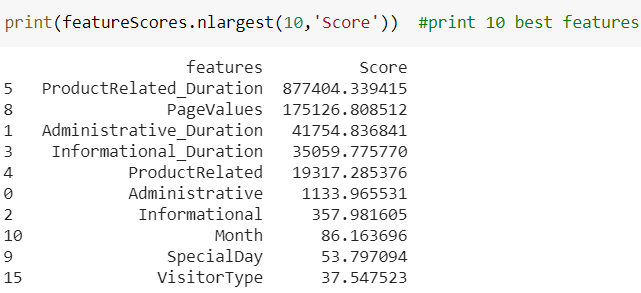 print(featureScores.nlargest(10,'Score'))  #print 10 best features
features Score
5 ProductRelated_Duration 877404.339415
8 PageValues 175126.808512
1 Administrative_Duration 41754.836841
3 Informational_Duration 35059.775770
4 ProductRelated 19317.285376
0 Administrative 1133.965531
2 Informational 357.981605
10 Month 86.163696
9 SpecialDay 53.797094
15 VisitorType 37.547523